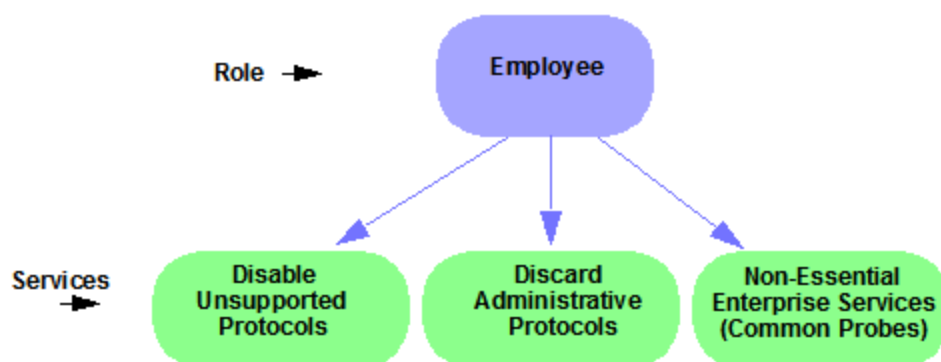 Role
Employee
Services
Disable
Unsupported
Protocols
Discard
Administrative
Protocols
Non-Essential
Enterprise Services
(Common Probes)